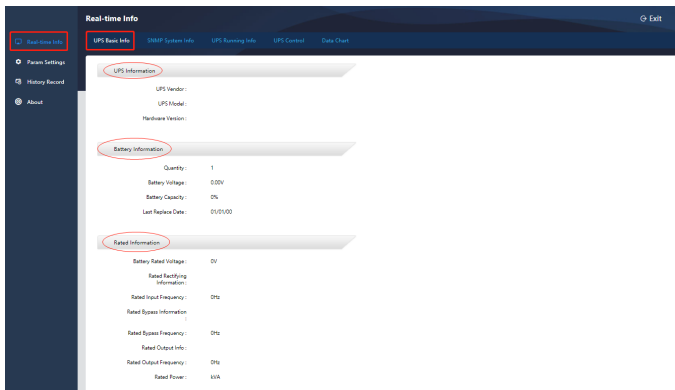 Real-time Info
Exit
Real-time Info
UPS Basic Info
SNMP System Info
UPS Running Info
UPS Control
Data Chart
Param Settings
History Record
About
UPS Information
UPS Vendor :
UPS Model :
Hardware Version :
Battery Information
Quantity : 1
Battery Voltage : 0.00V
Battery Capacity : 0%
Last Replace Date : 01/01/00
Rated Information
Battery Rated Voltage : 0V
Rated Rectifying
Information :
Rated Input Frequency : 0Hz
Rated Bypass Information
:
Rated Bypass Frequency : 0Hz
Rated Output Info :
Rated Output Frequency : 0Hz
Rated Power : kVA